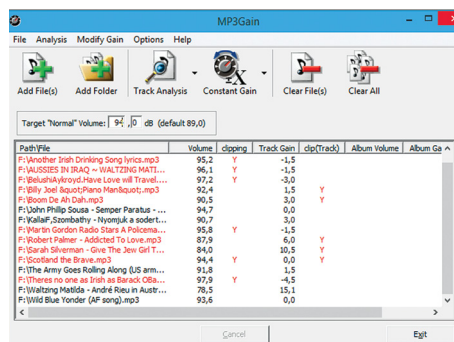 MP3Gain
File Analysis Modify Gain Options Help
Add File(s) Add Folder Track Analysis Constant Gain Clear File(s) Clear All
Target "Normal" Volume: 94 ,0 dB (default 89,0)
Path\File Volume clipping Track Gain clip(Track) Album Volume Album Ga
F:\Another Irish Drinking Song lyrics.mp3 95,2 Y -1,5
F:\AUSSIES IN IRAQ ~ WALTZING MATI... 96,1 Y -1,5
F:\BelushiAykroyd.Have Love will Travel.... 97,2 Y -3,0
F:\Billy Joel &quot;Piano Man&quot;.mp3 92,4 1,5 Y
F:\Boom De Ah Dah.mp3 90,5 3,0 Y
F:\John Phillip Sousa - Semper Paratus - ... 94,7 0,0
F:\KallaiF,Szombathy - Nyomjuk a sodert... 90,7 3,0
F:\Martin Gordon Radio Stars A Policema... 95,8 Y -1,5
F:\Robert Palmer - Addicted To Love.mp3 87,9 6,0 Y
F:\Sarah Silverman - Give The Jew Girl T... 84,0 10,5 Y
F:\Scotland the Brave.mp3 94,4 Y 0,0 Y
F:\The Army Goes Rolling Along (US arm... 91,8 1,5
F:\Theres no one as Irish as Barack OBa... 97,9 Y -4,5
F:\Waltzing Matilda - André Rieu in Austr... 78,5 15,1
F:\Wild Blue Yonder (AF song).mp3 93,6 0,0
Cancel Exit